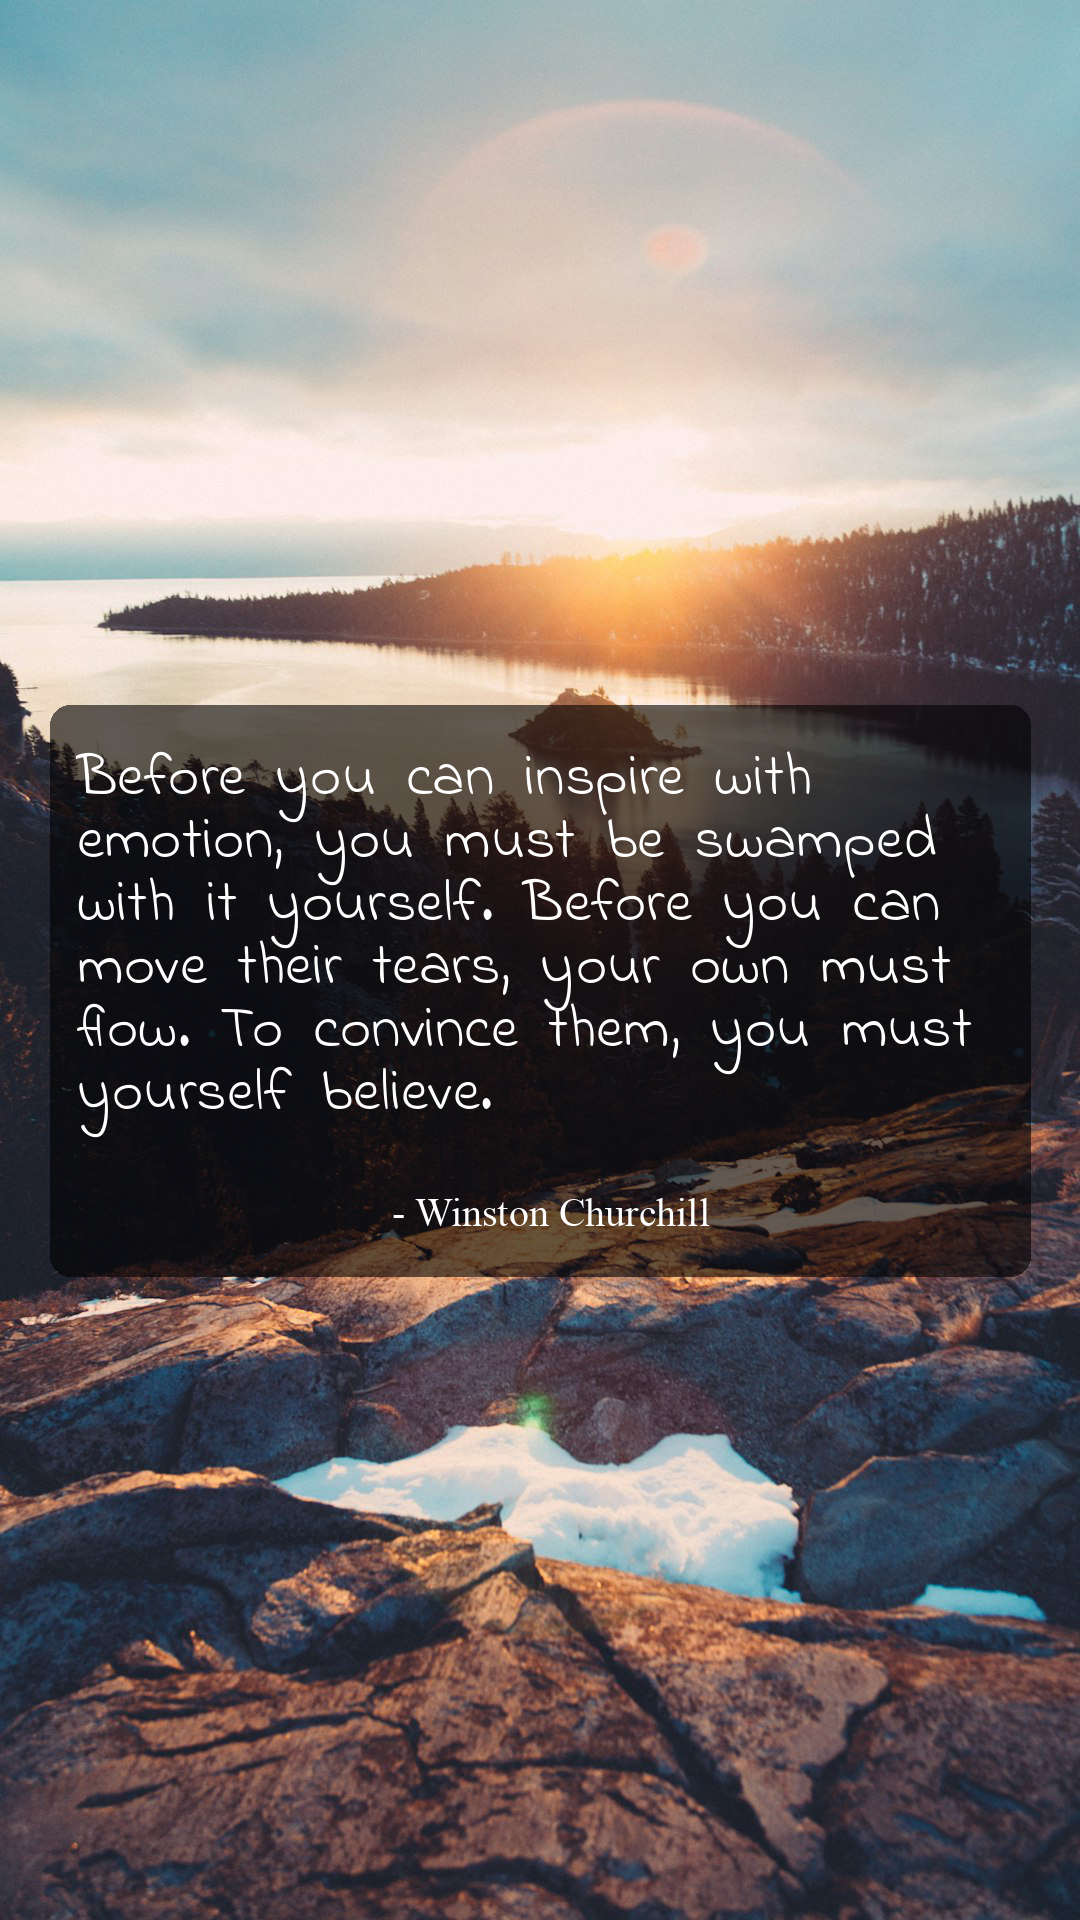 Before you can inspire with
emotion, you must be swamped
with it yourself. Before you can
move their tears, your own must
flow. To convince them, you must
yourself believe.
- Winston Churchill